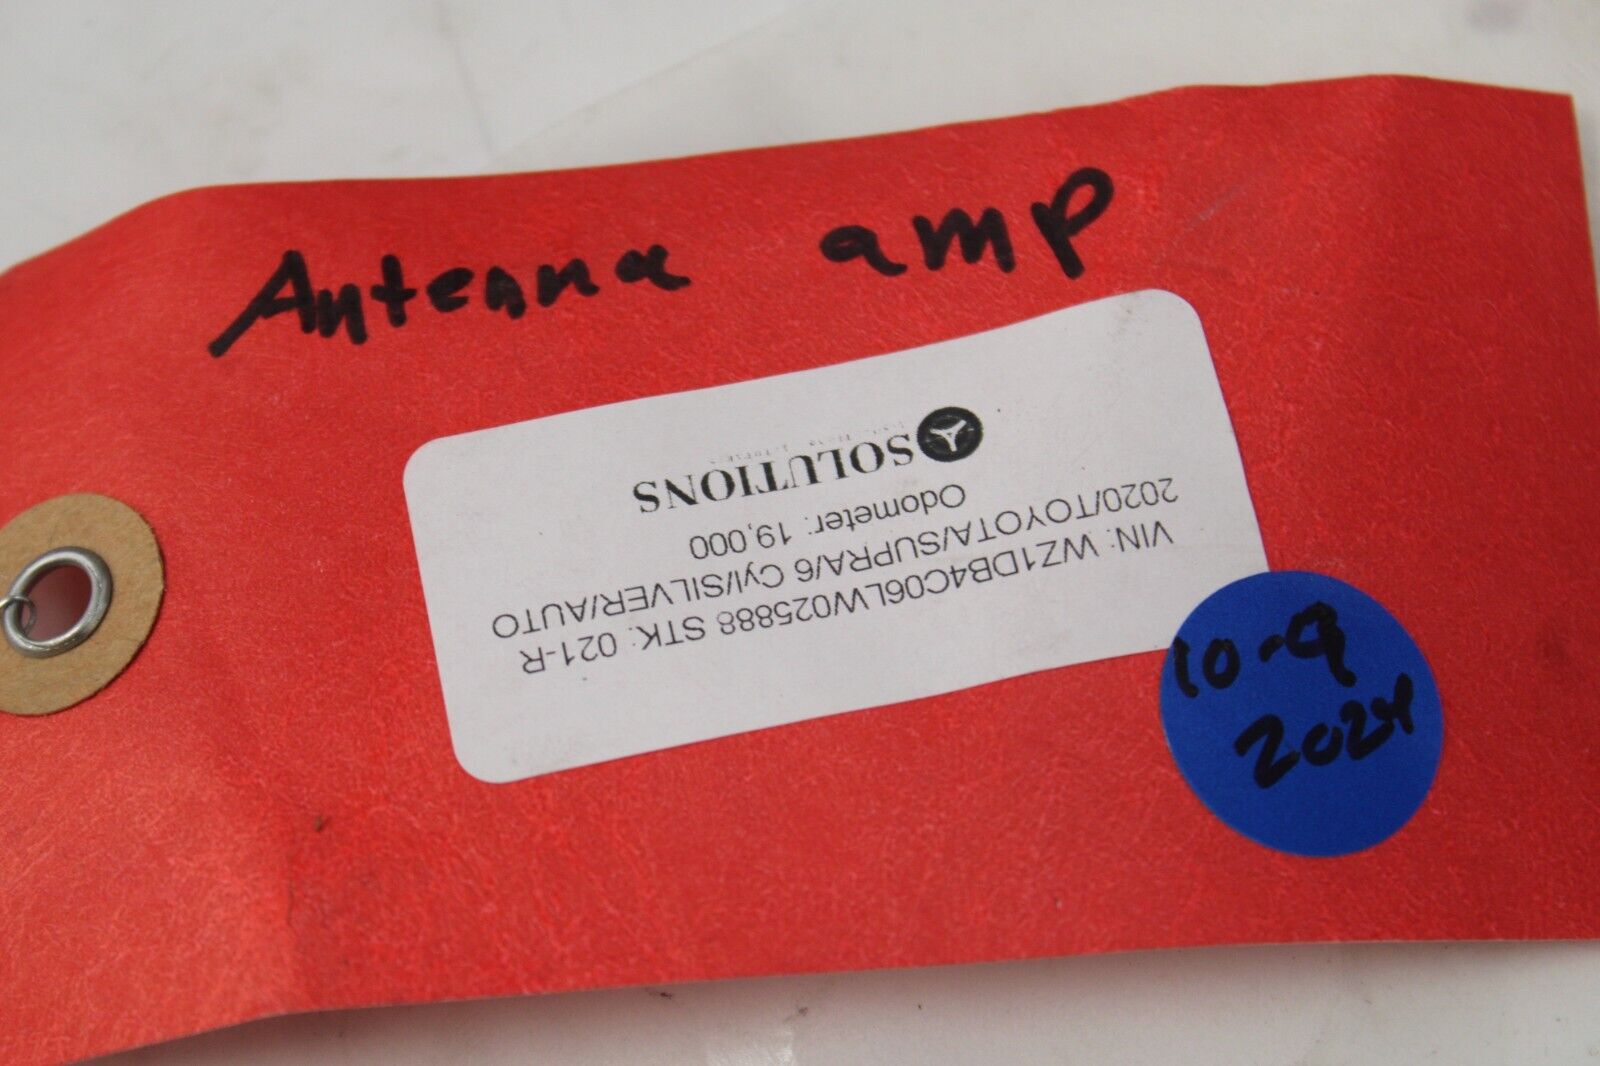 Antenna amp
VIN: WZ1DB4C06LW025888 STK: 021-R
2020/TOYOTA/SUPRA/6 Cyl/SILVER/AUTO
Odometer: 19,000
SOLUTIONS
10-9
2024